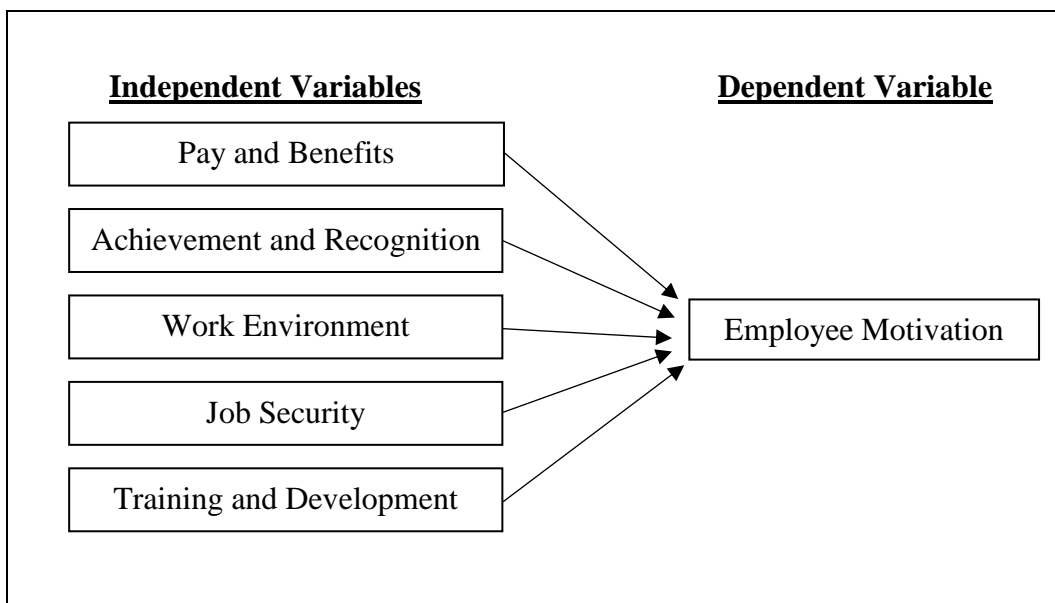 Independent Variables
Dependent Variable
Pay and Benefits
Achievement and Recognition
Work Environment
Employee Motivation
Job Security
Training and Development